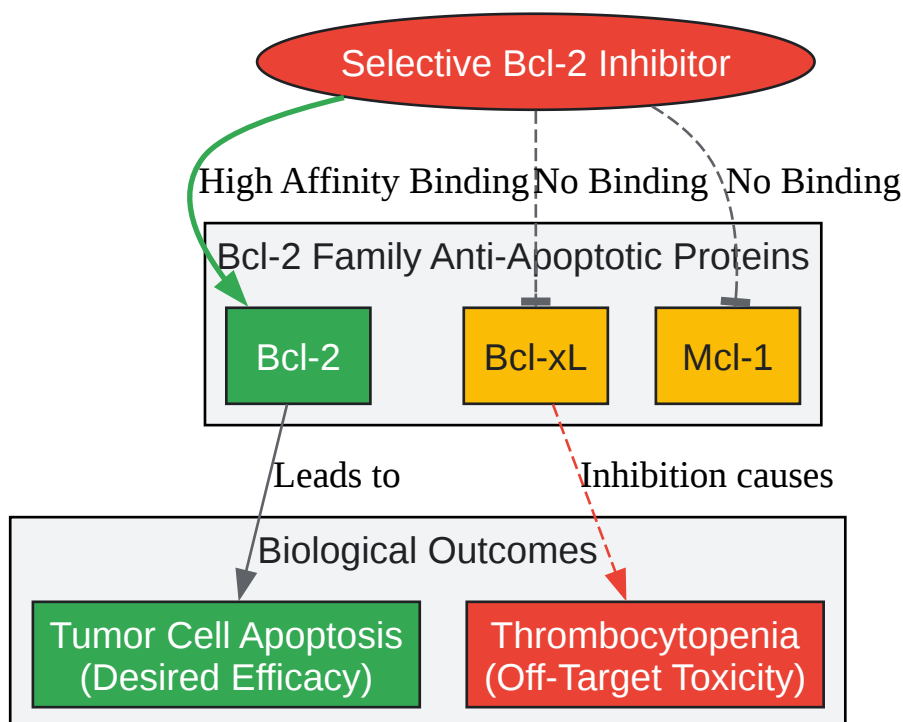 Selective Bcl-2 Inhibitor
High Affinity Binding
No Binding
No Binding
Bcl-2 Family Anti-Apoptotic Proteins
Bcl-2
Bcl-xL
Mcl-1
Leads to
Inhibition causes
Biological Outcomes
Tumor Cell Apoptosis
(Desired Efficacy)
Thrombocytopenia
(Off-Target Toxicity)